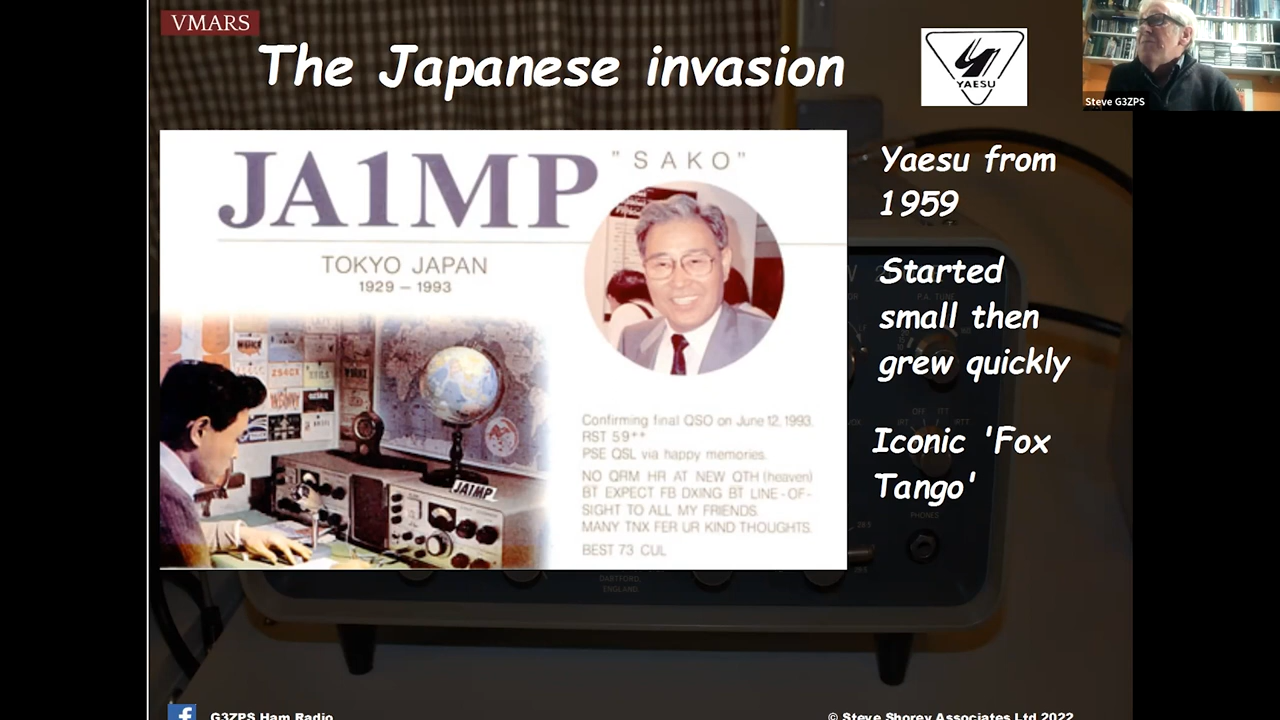 VMARS
The Japanese invasion
YAESU
Steve G3ZPS
JA1MP
"SAKO"
TOKYO JAPAN
1929 – 1993
JA1MP
Confirming final QSO on June 12, 1993.
RST 59++
PSE QSL via happy memories.
NO QRM HR AT NEW QTH (heaven)
BT EXPECT FB DXING BT LINE-OF-
SIGHT TO ALL MY FRIENDS.
MANY TNX FER UR KIND THOUGHTS.
BEST 73 CUL
Yaesu from
1959
Started
small then
grew quickly
Iconic 'Fox
Tango'
PHONES
DARTFORD.
ENGLAND.
G3ZPS Ham Radio
© Steve Shorey Associates Ltd 2022